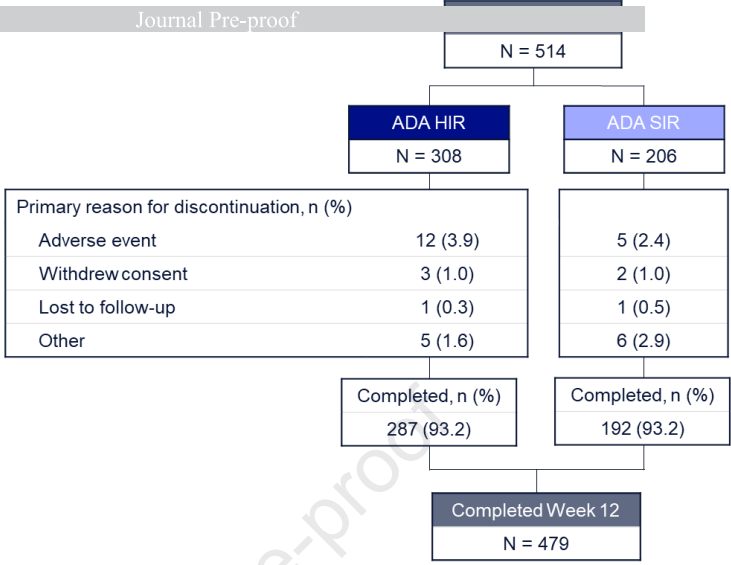 Journal Pre-proof
N = 514
ADA HIR
ADA SIR
N = 308
N = 206
Primary reason for discontinuation, n (%)
Adverse event 12 (3.9) 5 (2.4)
Withdrew consent 3 (1.0) 2 (1.0)
Lost to follow-up 1 (0.3) 1 (0.5)
Other 5 (1.6) 6 (2.9)
Completed, n (%) Completed, n (%)
287 (93.2) 192 (93.2)
Completed Week 12
N = 479
e-proof